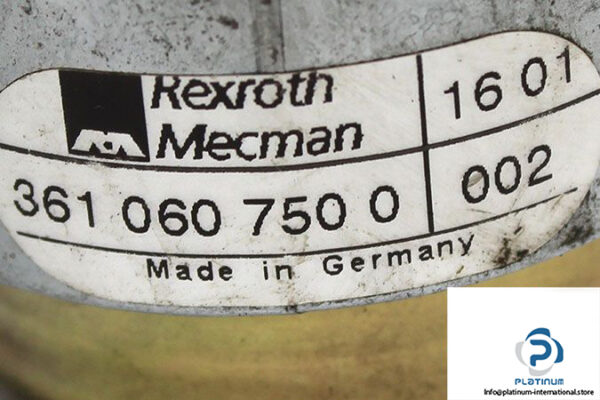 Rexroth
Mecman
16 01
361 060 750 0
002
Made in Germany
PLATINUM
Info@platinum-international.store